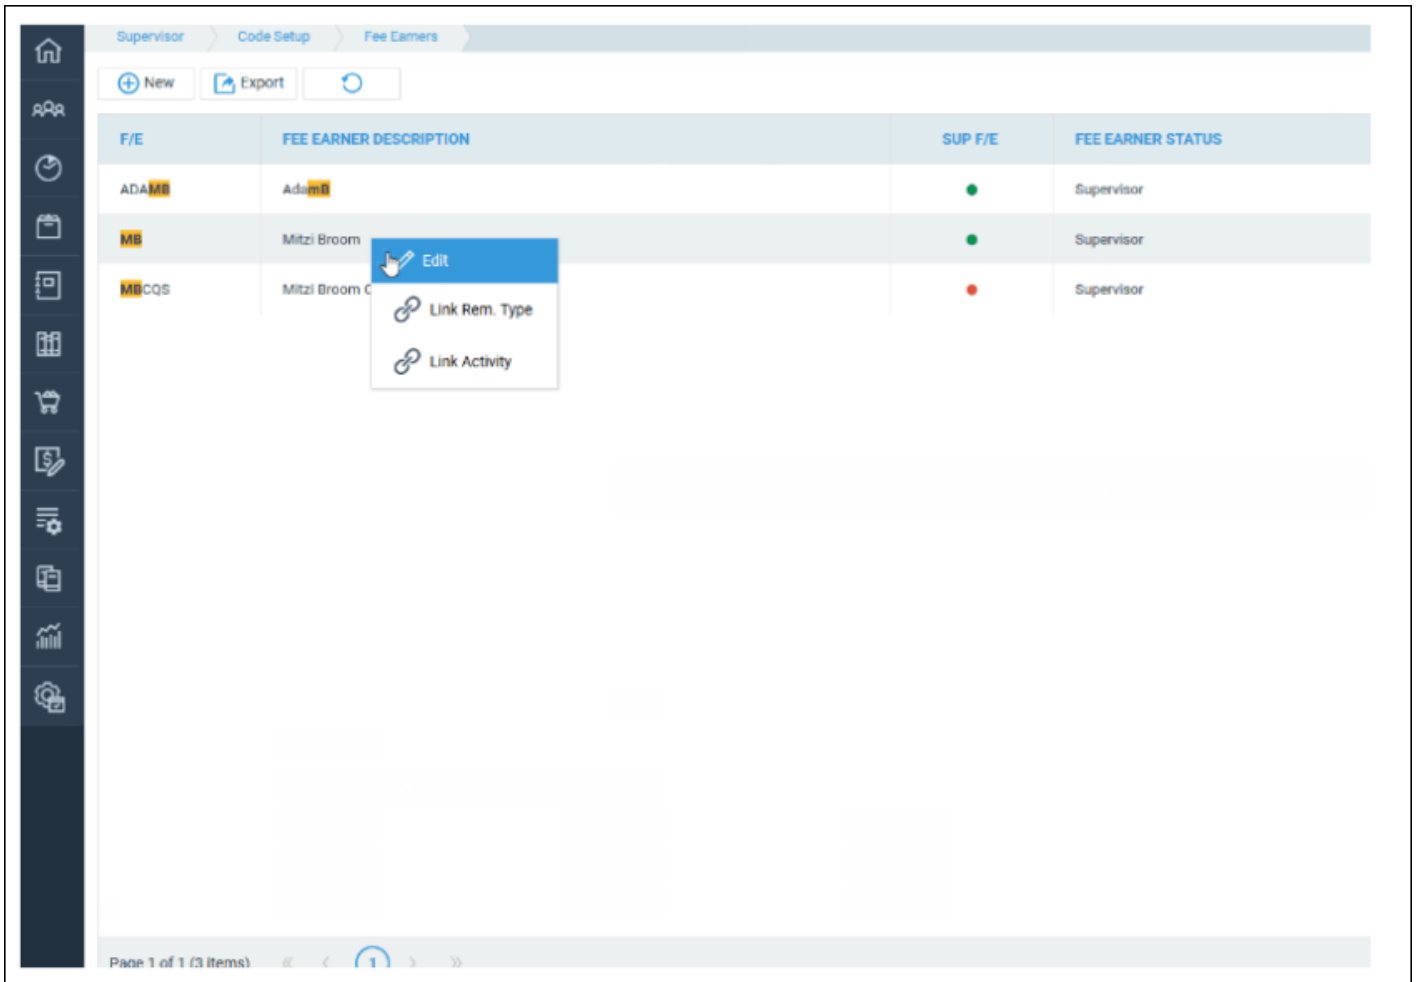 Supervisor Code Setup Fee Earners
New Export
F/E FEE EARNER DESCRIPTION SUP F/E FEE EARNER STATUS
ADAMB AdamB Supervisor
MB Mitzi Broom Supervisor
Edit
MBCQS Mitzi Broom C Supervisor
Link Rem. Type
Link Activity
Page 1 of 1 (3 items) « < 1 > »